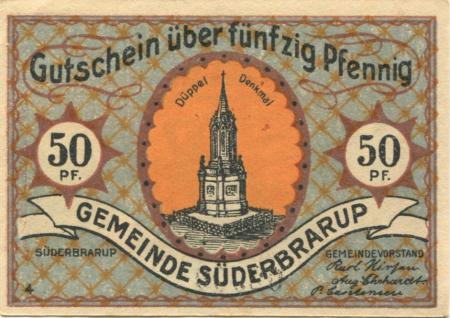 Gutschein über fünfzig Pfennig
Düppel Denkmal
50 PF.
50 PF.
GEMEINDE SÜDERBRARUP
SÜDERBRARUP
GEMEINDEVORSTAND
4